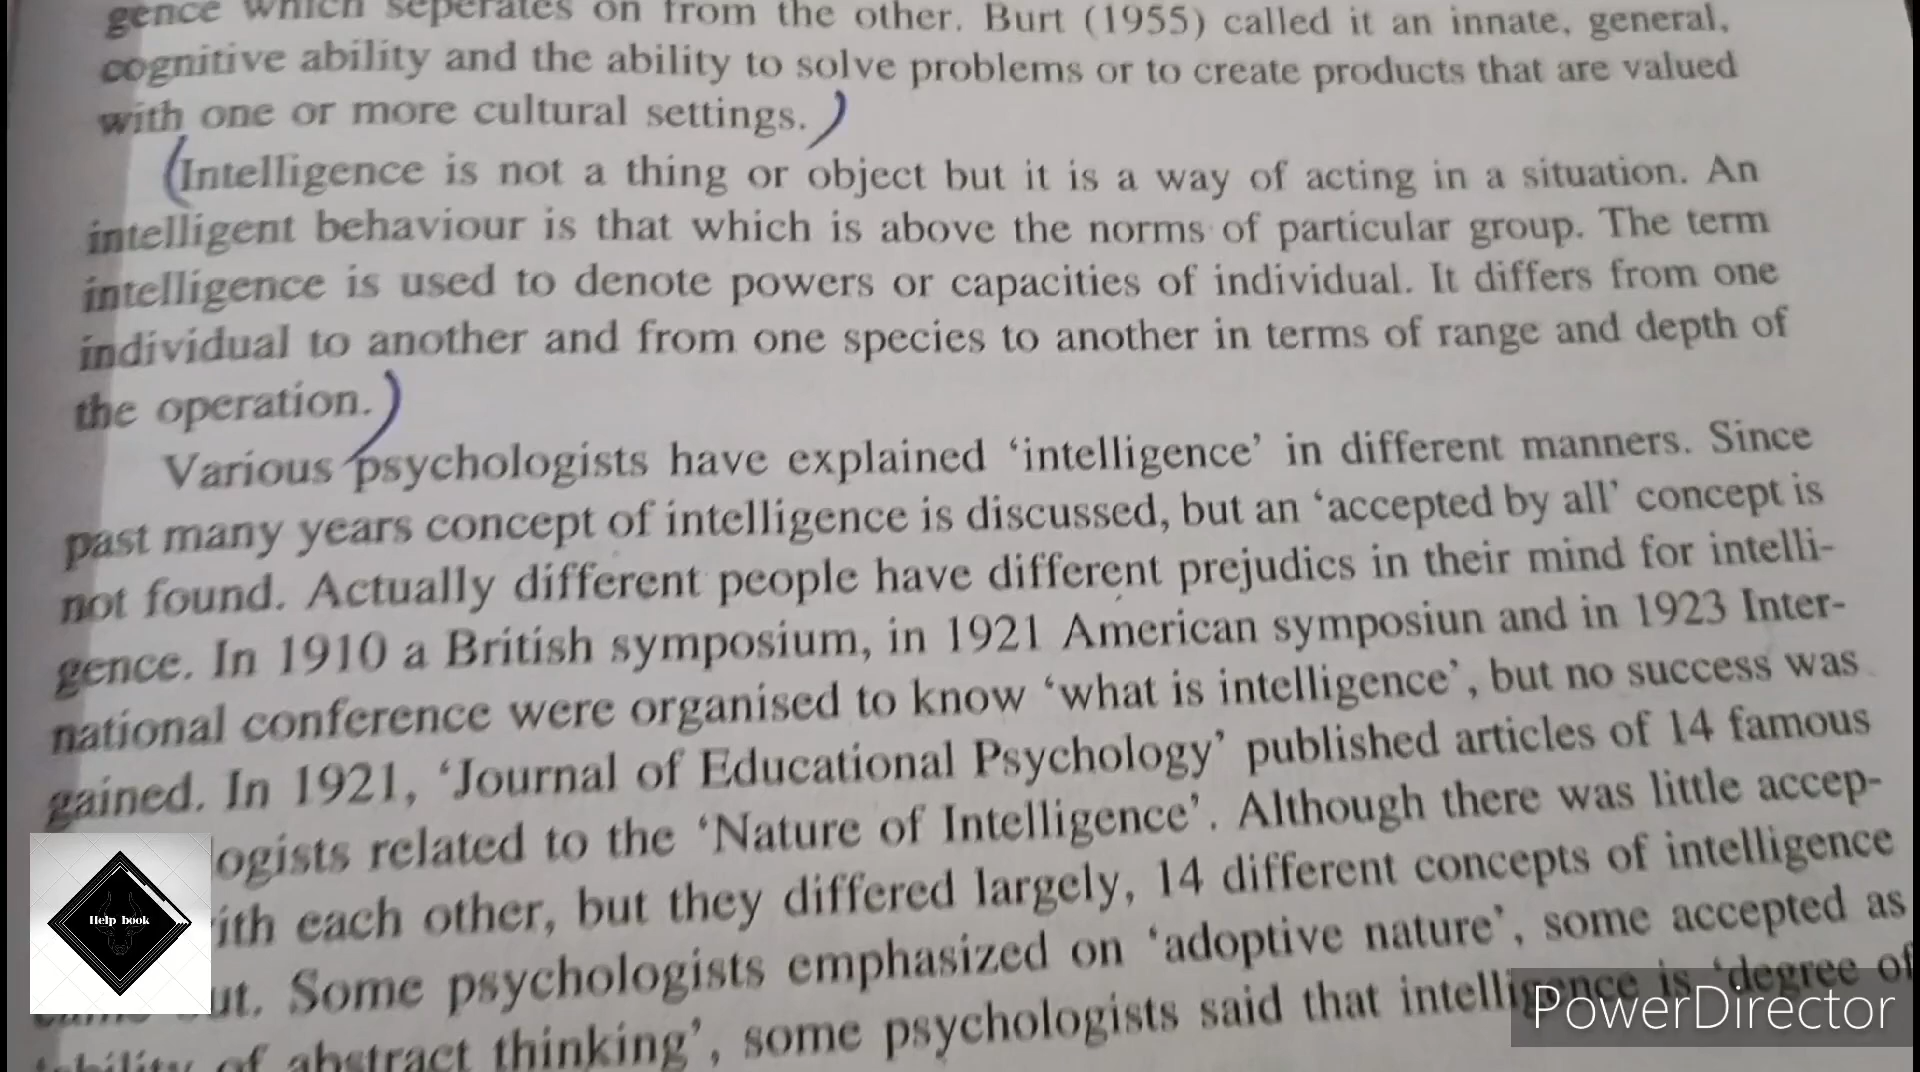 gence which seperates on from the other. Burt (1955) called it an innate, general,
cognitive ability and the ability to solve problems or to create products that are valued
with one or more cultural settings.
Intelligence is not a thing or object but it is a way of acting in a situation. An
intelligent behaviour is that which is above the norms of particular group. The term
intelligence is used to denote powers or capacities of individual. It differs from one
individual to another and from one species to another in terms of range and depth of
the operation.
Various psychologists have explained ‘intelligence’ in different manners. Since
past many years concept of intelligence is discussed, but an ‘accepted by all’ concept is
not found. Actually different people have different prejudics in their mind for intelli-
gence. In 1910 a British symposium, in 1921 American symposiun and in 1923 Inter-
national conference were organised to know ‘what is intelligence’, but no success was
gained. In 1921, ‘Journal of Educational Psychology’ published articles of 14 famous
ogists related to the ‘Nature of Intelligence’. Although there was little accep-
ith each other, but they differed largely, 14 different concepts of intelligence
ut. Some psychologists emphasized on ‘adoptive nature’, some accepted as
of abstract thinking’, some psychologists said that intelligence is ‘degree of
Help book
PowerDirector